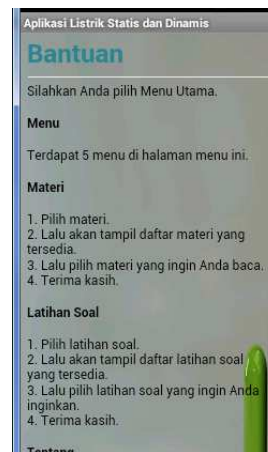 Aplikasi Listrik Statis dan Dinamis
Bantuan
Silahkan Anda pilih Menu Utama.
Menu
Terdapat 5 menu di halaman menu ini.
Materi
1. Pilih materi.
2. Lalu akan tampil daftar materi yang
tersedia.
3. Lalu pilih materi yang ingin Anda baca.
4. Terima kasih.
Latihan Soal
1. Pilih latihan soal.
2. Lalu akan tampil daftar latihan soal
yang tersedia.
3. Lalu pilih latihan soal yang ingin Anda
inginkan.
4. Terima kasih.
Tentang